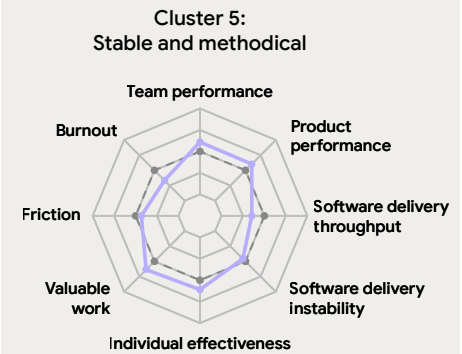 Cluster 5:
Stable and methodical
Team performance
Burnout
Product
performance
Friction
Software delivery
throughput
Valuable
work
Software delivery
instability
Individual effectiveness